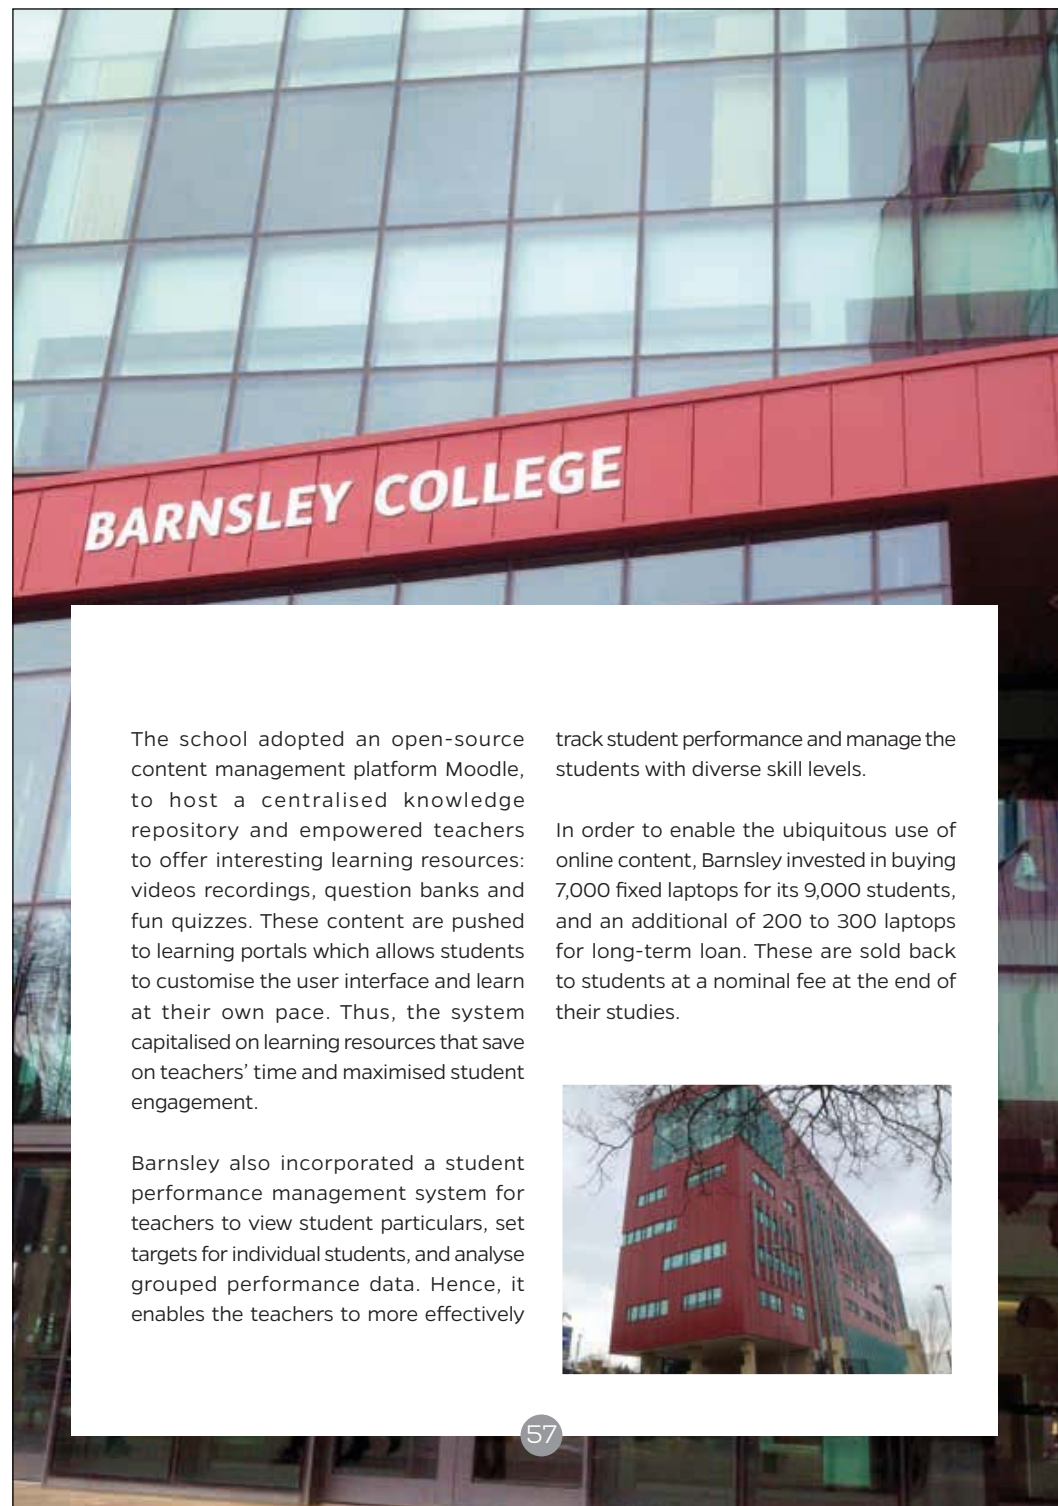 BARNSLEY COLLEGE
The school adopted an open-source
content management platform Moodle,
to host a centralised knowledge
repository and empowered teachers
to offer interesting learning resources:
videos recordings, question banks and
fun quizzes. These content are pushed
to learning portals which allows students
to customise the user interface and learn
at their own pace. Thus, the system
capitalised on learning resources that save
on teachers' time and maximised student
engagement.
Barnsley also incorporated a student
performance management system for
teachers to view student particulars, set
targets for individual students, and analyse
grouped performance data. Hence, it
enables the teachers to more effectively
track student performance and manage the
students with diverse skill levels.
In order to enable the ubiquitous use of
online content, Barnsley invested in buying
7,000 fixed laptops for its 9,000 students,
and an additional of 200 to 300 laptops
for long-term loan. These are sold back
to students at a nominal fee at the end of
their studies.
57